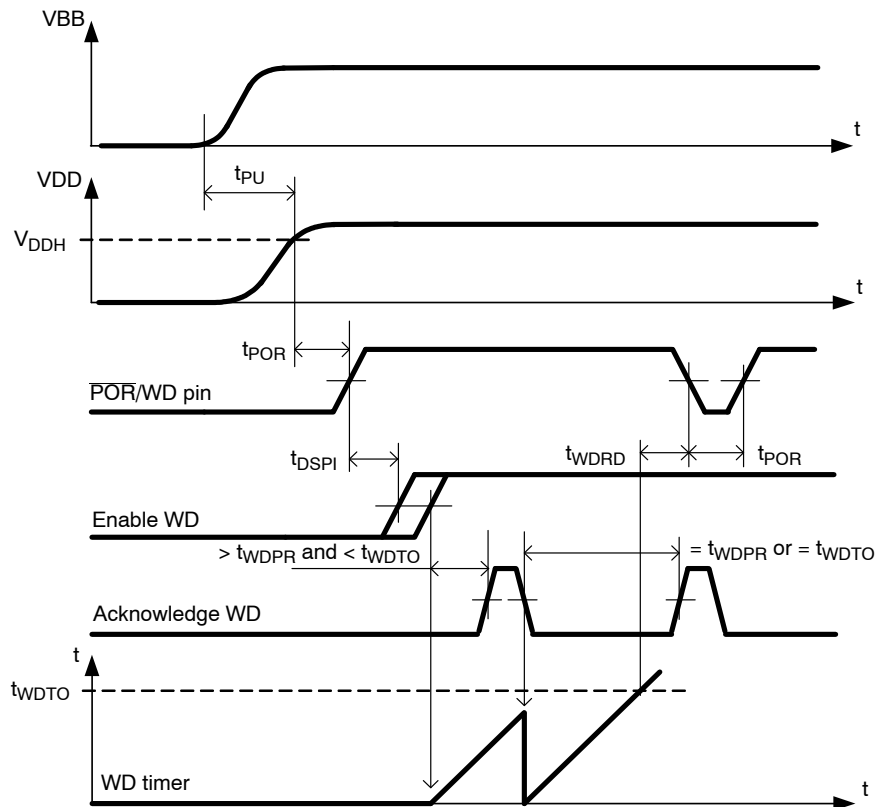 VBB
t
VDD
tPU
VDDH
t
tPOR
POR/WD pin
tDSPI
tWDRD
tPOR
Enable WD
> tWDPR and < tWDTO
= tWDPR or = tWDTO
Acknowledge WD
t
tWDTO
WD timer
t